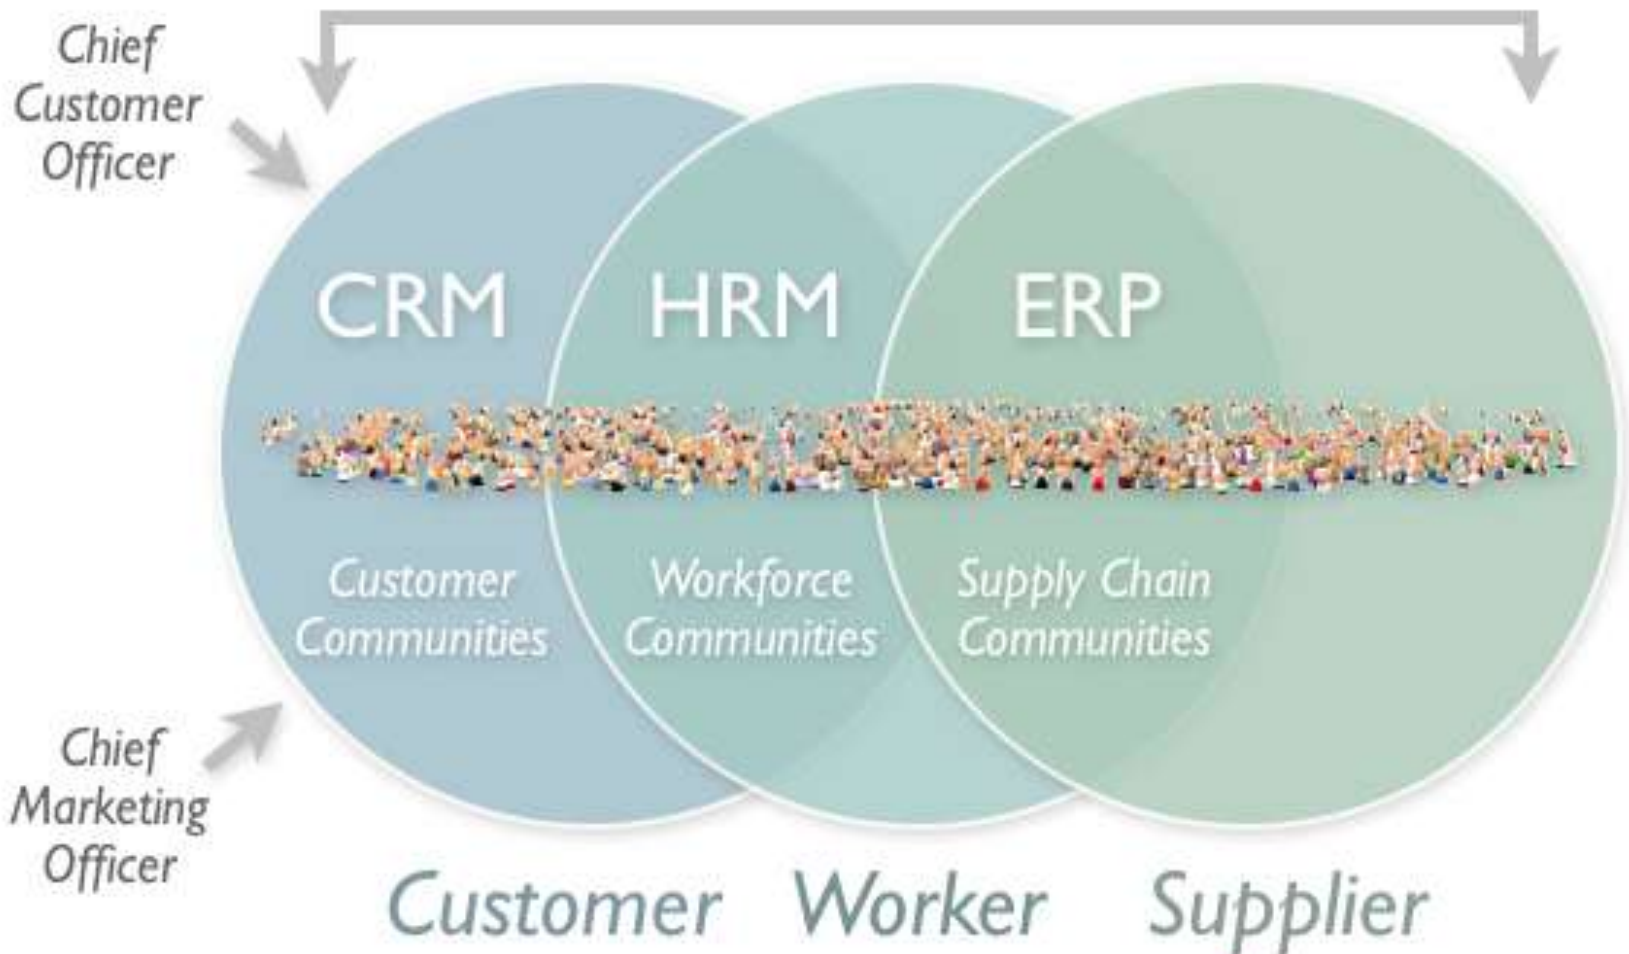 Chief
Customer
Officer
CRM
HRM
ERP
Customer
Communities
Workforce
Communities
Supply Chain
Communities
Chief
Marketing
Officer
Customer
Worker
Supplier